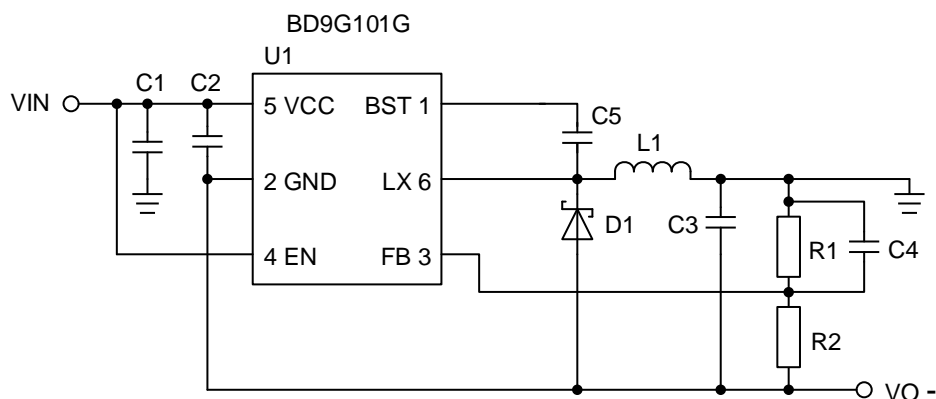 BD9G101G
U1
C1
C2
VIN
5 VCC
BST 1
C5
L1
2 GND
LX 6
D1
C3
R1
C4
4 EN
FB 3
R2
VO -